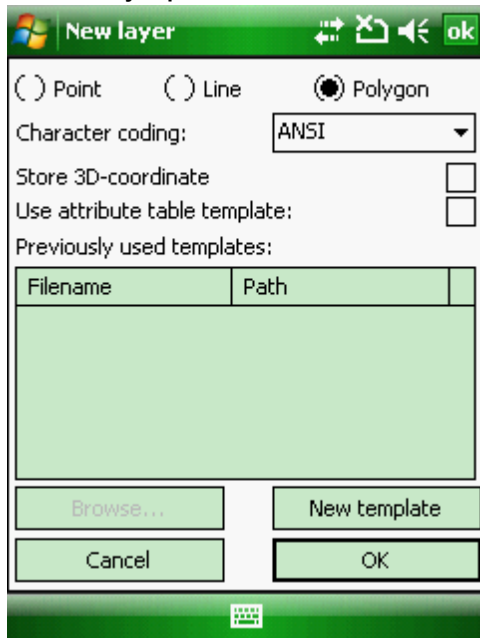 New layer ok
Point Line Polygon
Character coding: ANSI
Store 3D-coordinate
Use attribute table template:
Previously used templates:
Filename Path
Browse... New template
Cancel OK